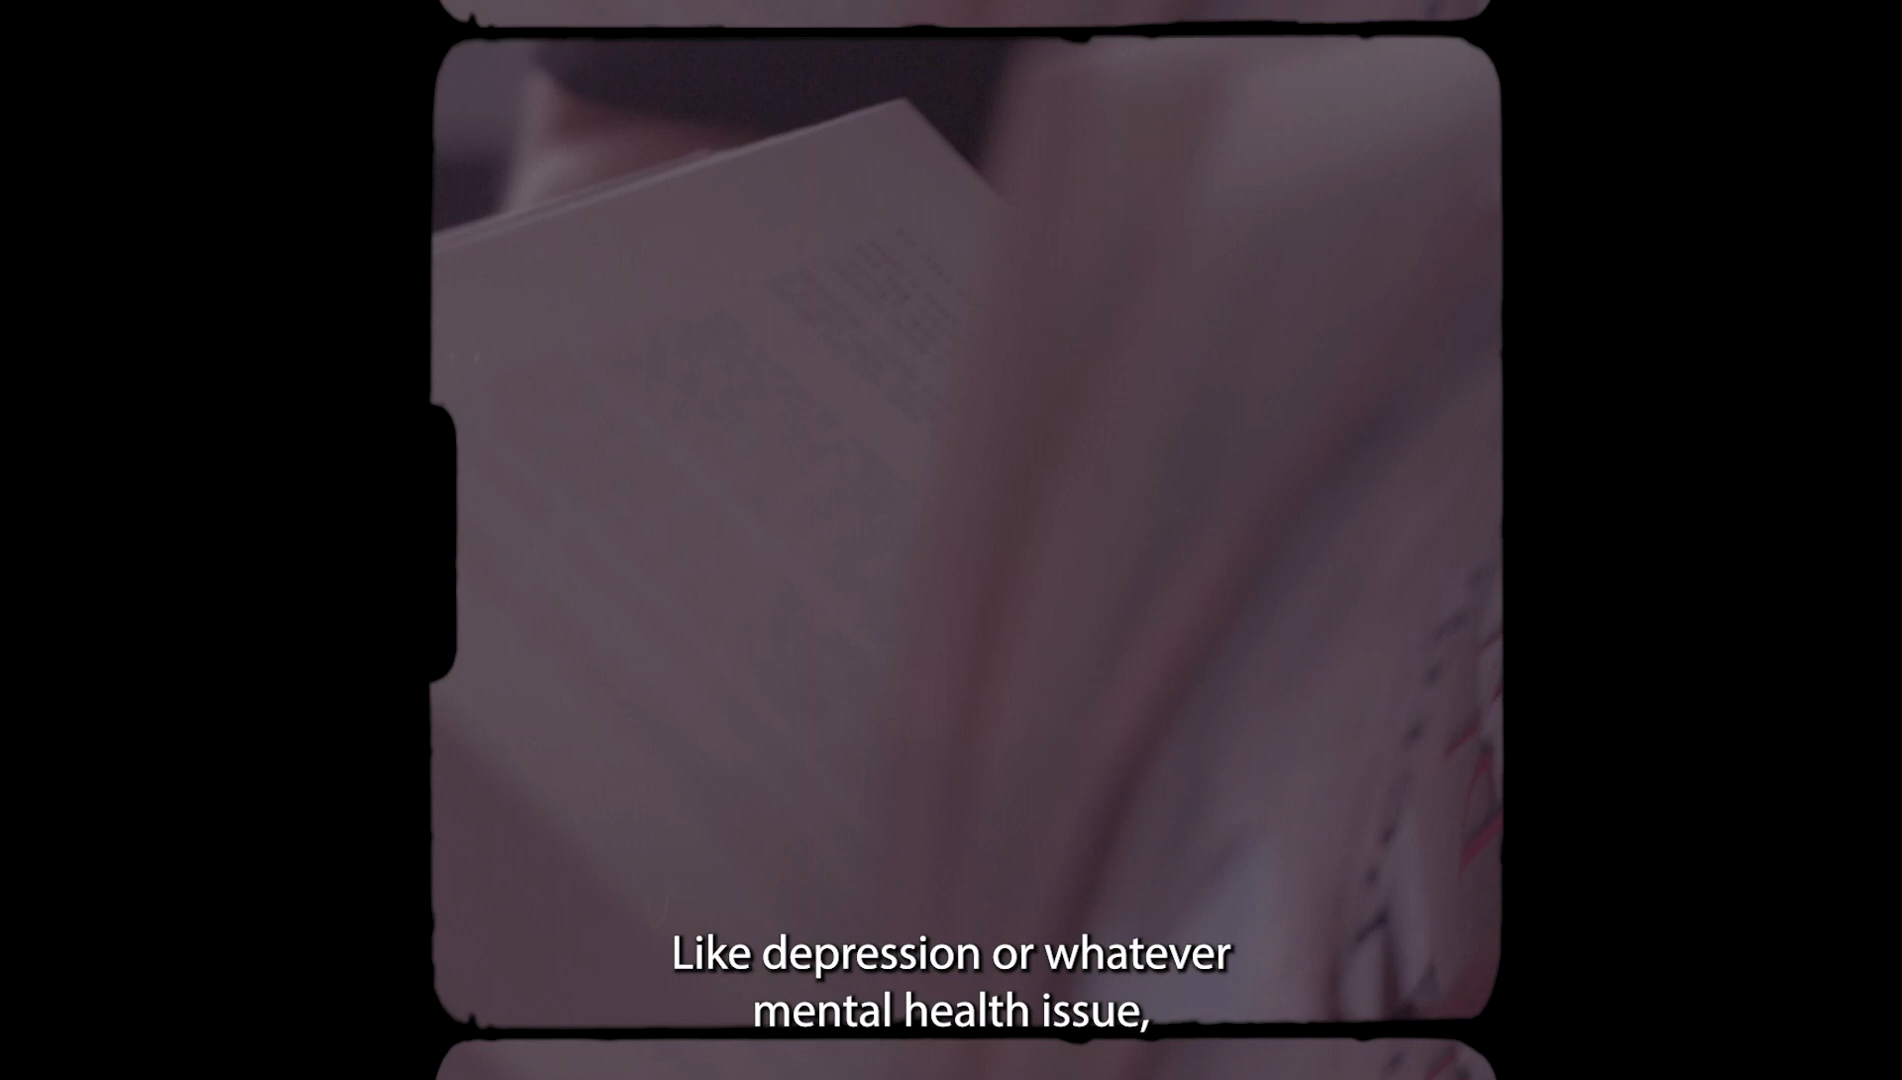 Like depression or whatever
mental health issue,